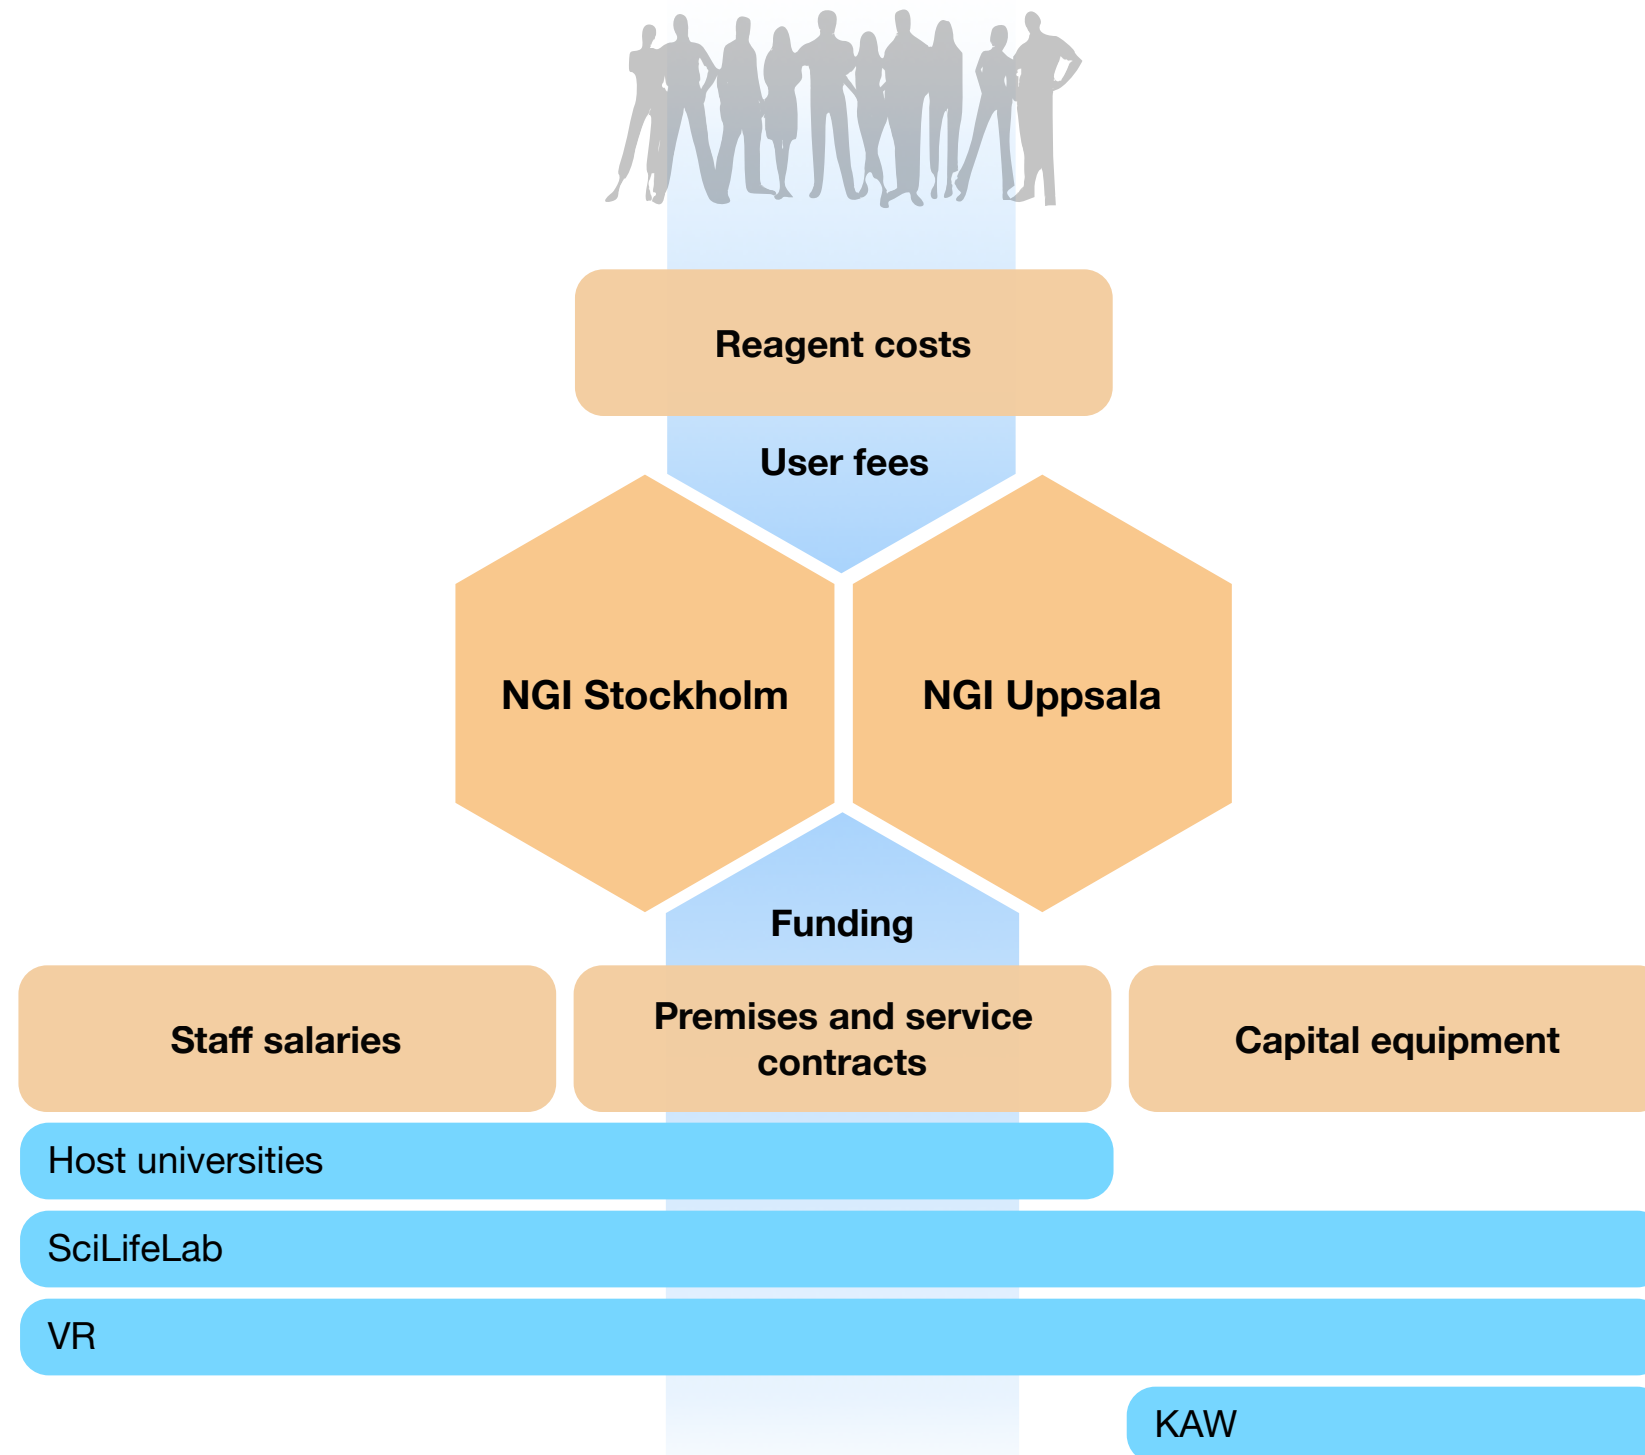 Reagent costs
User fees
NGI Stockholm
NGI Uppsala
Funding
Staff salaries
Premises and service
contracts
Capital equipment
Host universities
SciLifeLab
VR
KAW